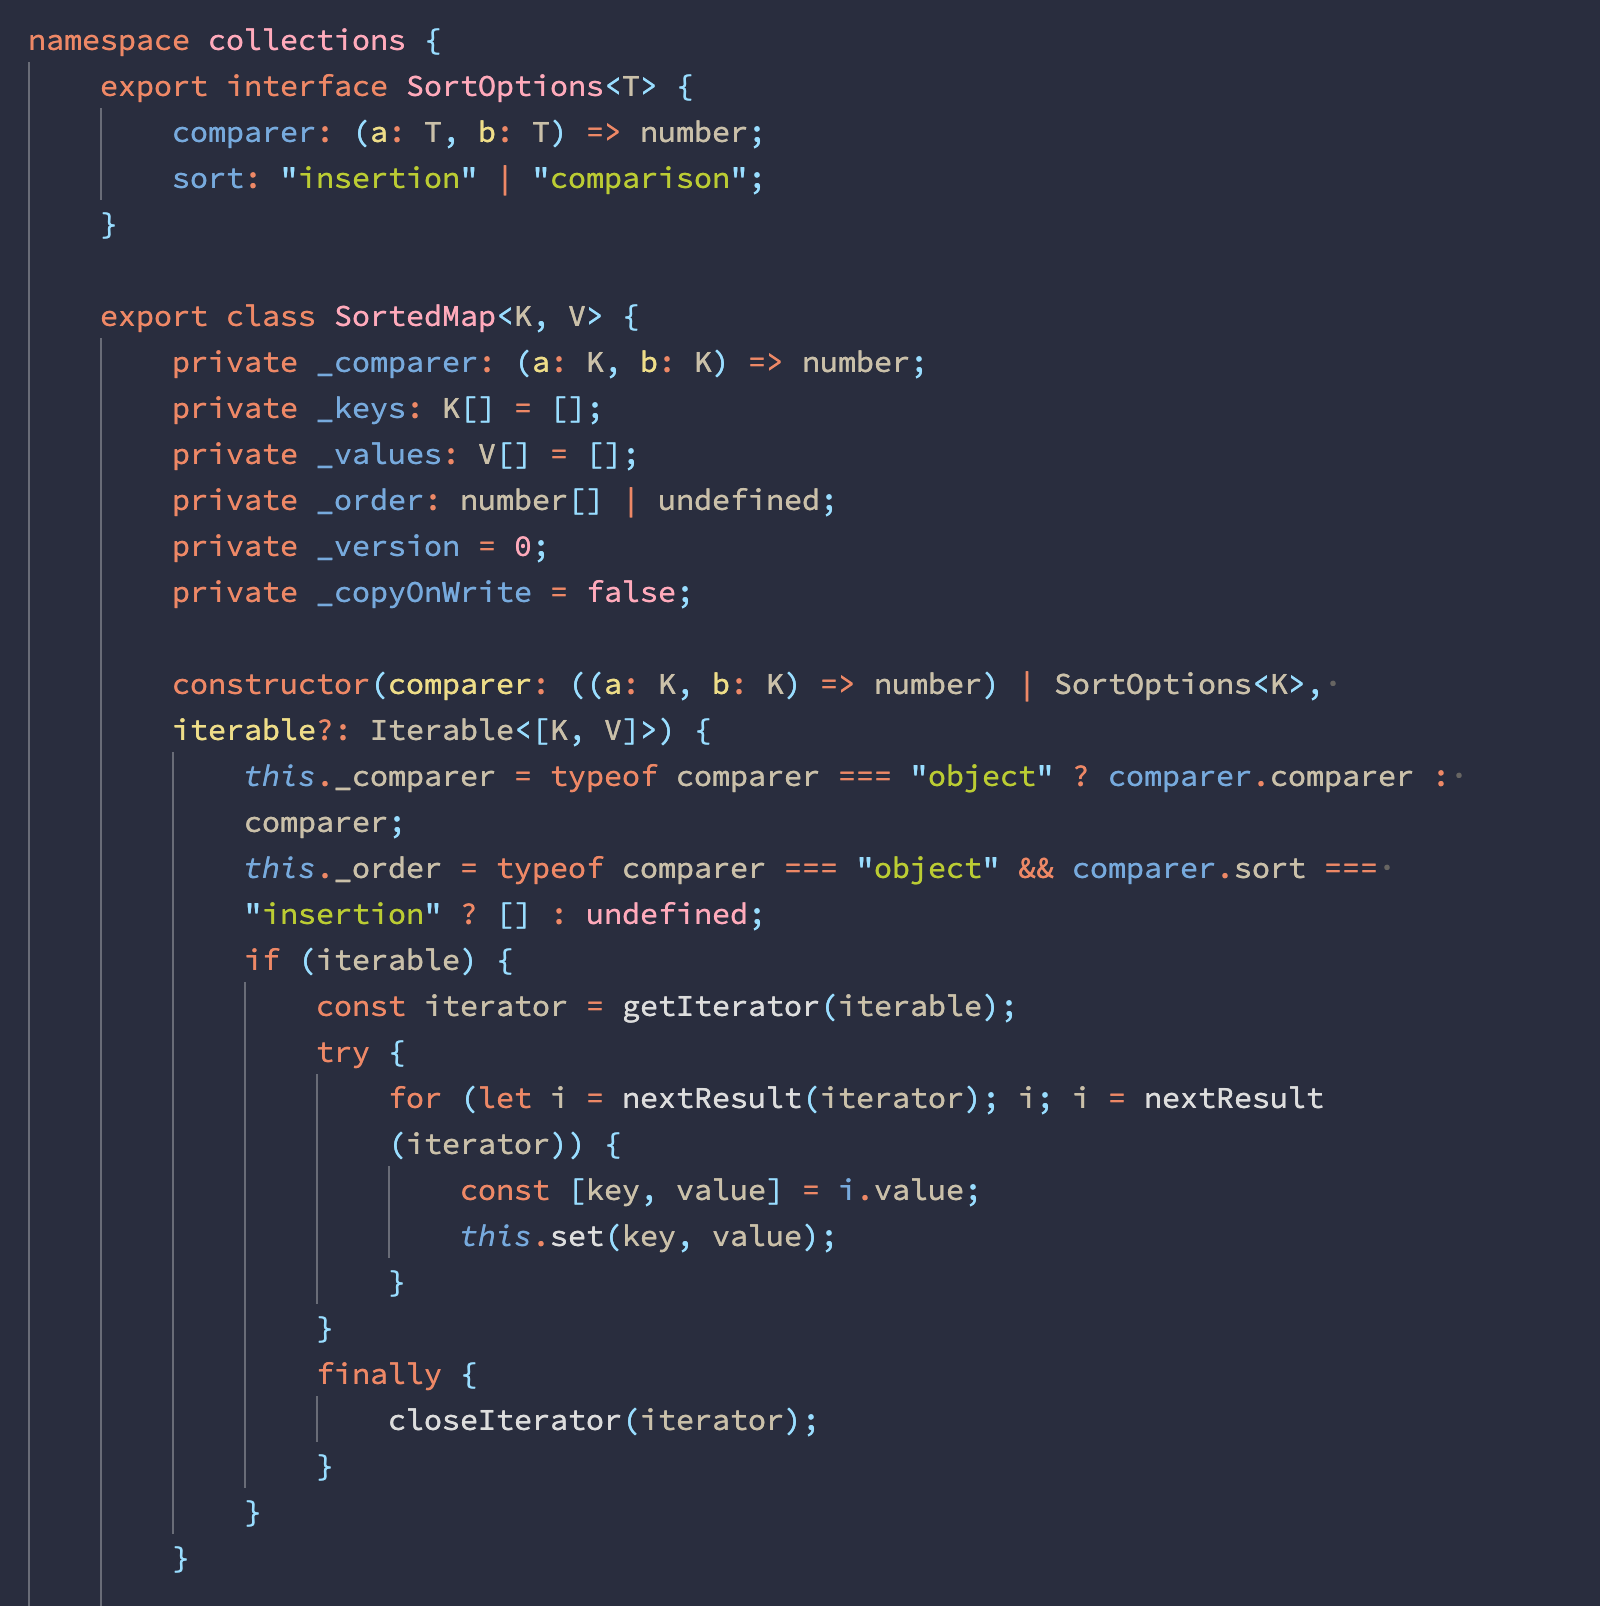 namespace collections {
    export interface SortOptions<T> {
        comparer: (a: T, b: T) => number;
        sort: "insertion" | "comparison";
    }

    export class SortedMap<K, V> {
        private _comparer: (a: K, b: K) => number;
        private _keys: K[] = [];
        private _values: V[] = [];
        private _order: number[] | undefined;
        private _version = 0;
        private _copyOnWrite = false;

        constructor(comparer: ((a: K, b: K) => number) | SortOptions<K>,·
        iterable?: Iterable<[K, V]>) {
            this._comparer = typeof comparer === "object" ? comparer.comparer :·
            comparer;
            this._order = typeof comparer === "object" && comparer.sort ===·
            "insertion" ? [] : undefined;
            if (iterable) {
                const iterator = getIterator(iterable);
                try {
                    for (let i = nextResult(iterator); i; i = nextResult
                    (iterator)) {
                        const [key, value] = i.value;
                        this.set(key, value);
                    }
                }
                finally {
                    closeIterator(iterator);
                }
            }
        }